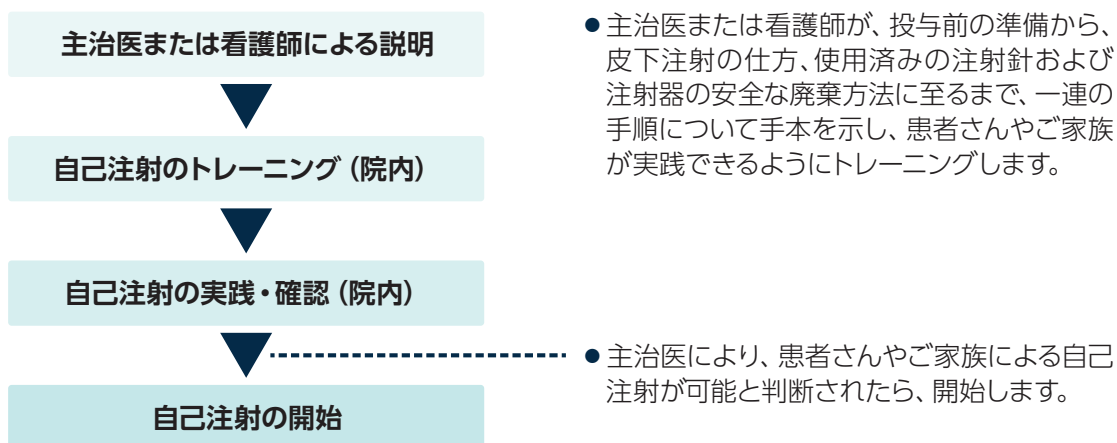 主治医または看護師による説明
自己注射のトレーニング（院内）
自己注射の実践・確認（院内）
自己注射の開始
●主治医または看護師が、投与前の準備から、
皮下注射の仕方、使用済みの注射針および
注射器の安全な廃棄方法に至るまで、一連の
手順について手本を示し、患者さんやご家族
が実践できるようにトレーニングします。
●主治医により、患者さんやご家族による自己
注射が可能と判断されたら、開始します。